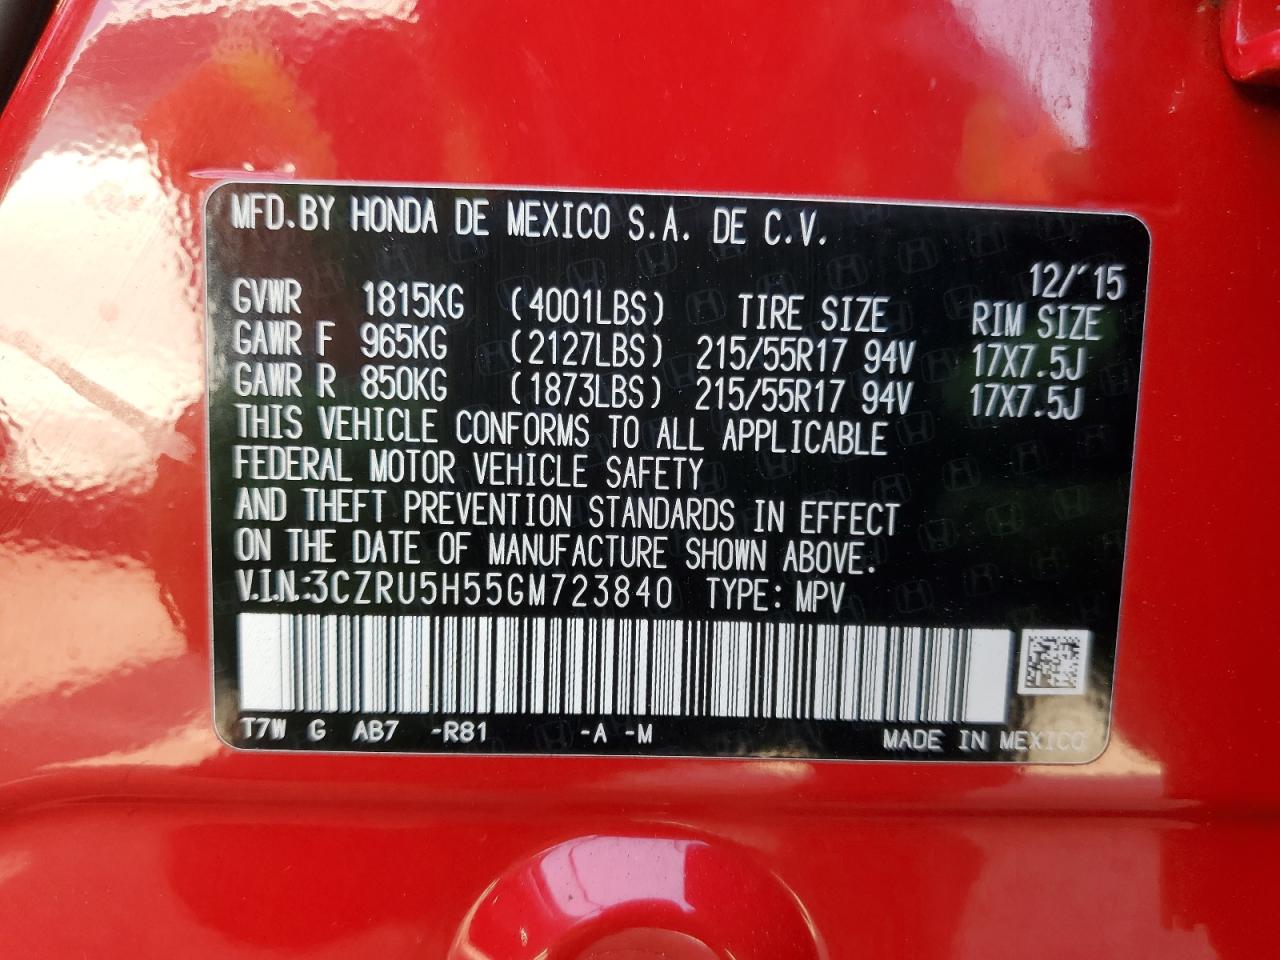 MFD.BY HONDA DE MEXICO S.A. DE C.V.
12/'15
GVWR 1815KG (4001LBS) TIRE SIZE RIM SIZE
GAWR F 965KG (2127LBS) 215/55R17 94V 17X7.5J
GAWR R 850KG (1873LBS) 215/55R17 94V 17X7.5J
THIS VEHICLE CONFORMS TO ALL APPLICABLE
FEDERAL MOTOR VEHICLE SAFETY
AND THEFT PREVENTION STANDARDS IN EFFECT
ON THE DATE OF MANUFACTURE SHOWN ABOVE.
V.I.N.:3CZRU5H55GM723840 TYPE: MPV
T7W G AB7 -R81 -A -M MADE IN MEXICO